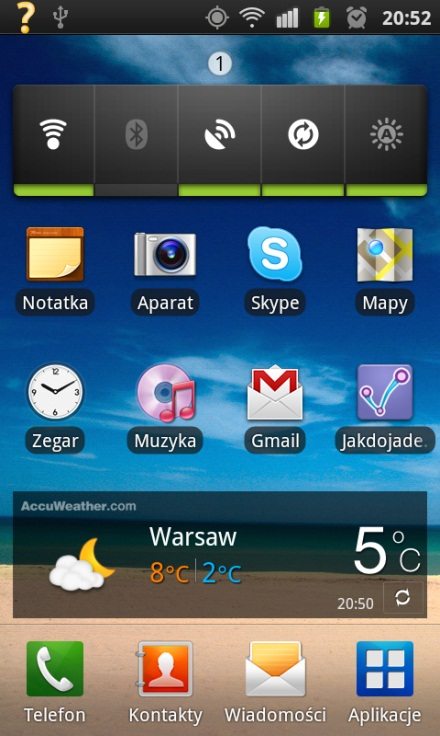 20:52
1
Notatka
Aparat
Skype
Mapy
Zegar
Muzyka
Gmail
Jakdojade.
AccuWeather.com
Warsaw
8°C 2°C
5°C
20:50
Telefon
Kontakty
Wiadomości
Aplikacje